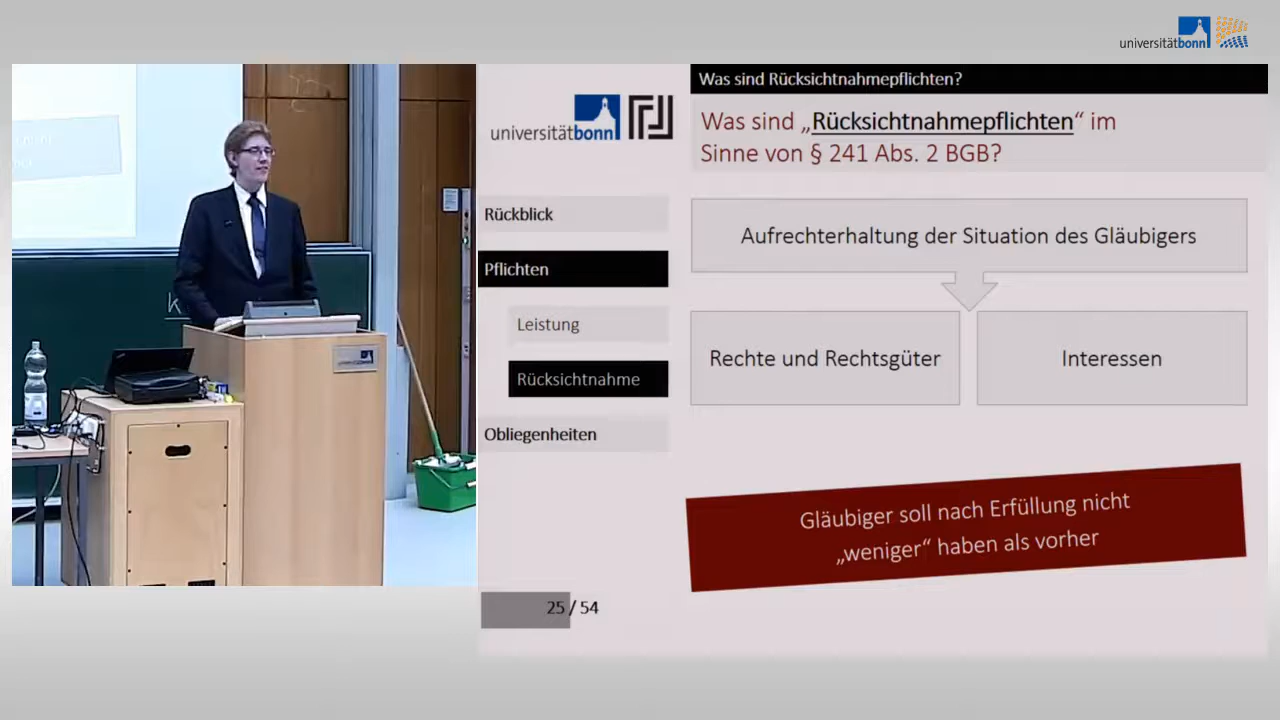 universitätbonn
Was sind Rücksichtnahmepflichten?
universitätbonn
Was sind „Rücksichtnahmepflichten“ im
Sinne von § 241 Abs. 2 BGB?
Rückblick
Pflichten
Leistung
Rücksichtnahme
Obliegenheiten
Aufrechterhaltung der Situation des Gläubigers
Rechte und Rechtsgüter
Interessen
Gläubiger soll nach Erfüllung nicht
„weniger“ haben als vorher
25 / 54